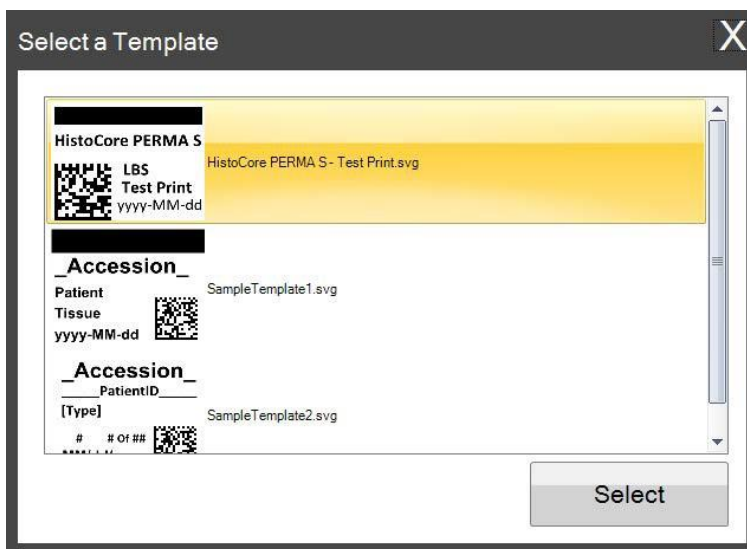 Select a Template
X
HistoCore PERMA S
LBS
Test Print
yyyy-MM-dd
HistoCore PERMA S - Test Print.svg
_Accession_
Patient
Tissue
yyyy-MM-dd
SampleTemplate1.svg
_Accession_
_____PatientID_____
[Type]
# # Of ##
SampleTemplate2.svg
Select